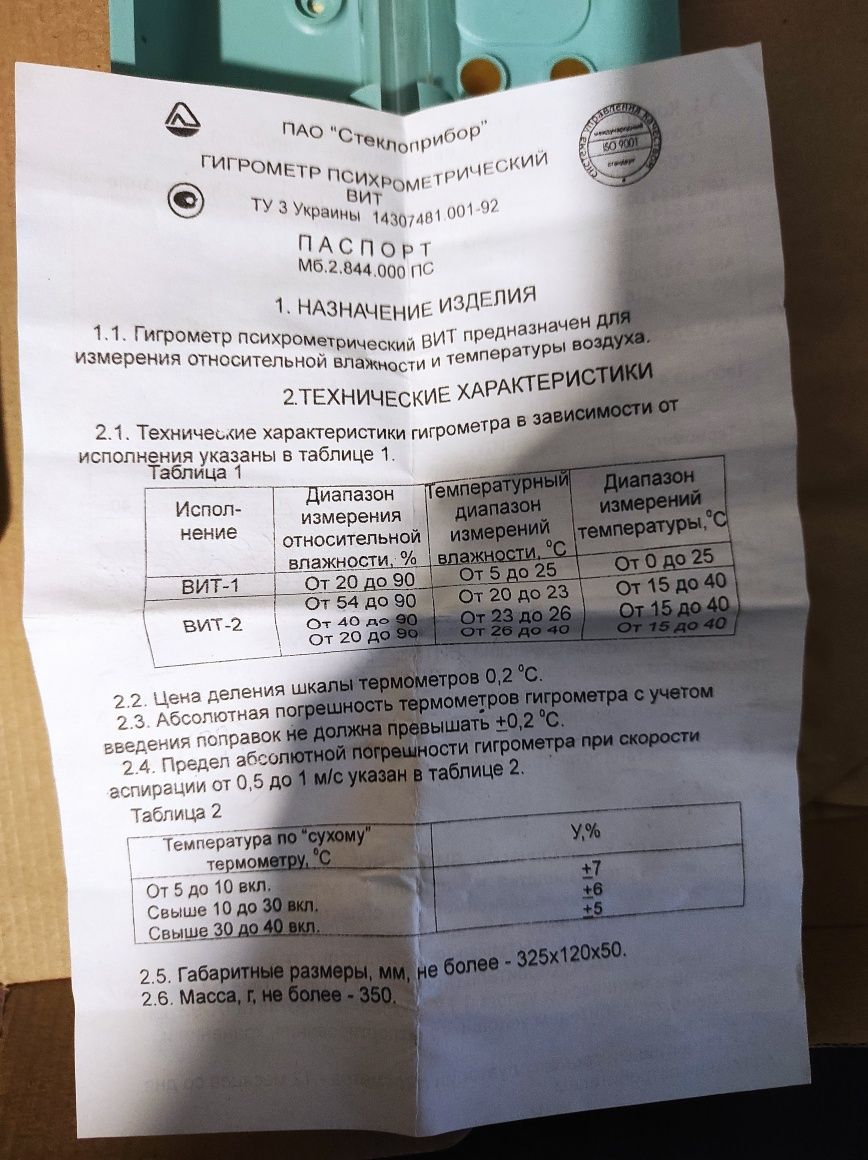 ПАО "Стеклоприбор"
система управления качеством
международный
ISO 9001
стандарт
ГИГРОМЕТР ПСИХРОМЕТРИЧЕСКИЙ
ВИТ
ТУ 3 Украины 14307481.001-92
ПАСПОРТ
Мб.2.844.000 ПС
1. НАЗНАЧЕНИЕ ИЗДЕЛИЯ
1.1. Гигрометр психрометрический ВИТ предназначен для
измерения относительной влажности и температуры воздуха.
2.ТЕХНИЧЕСКИЕ ХАРАКТЕРИСТИКИ
2.1. Технические характеристики гигрометра в зависимости от
исполнения указаны в таблице 1.
Таблица 1
Испол-
нение
Диапазон
измерения
относительной
влажности, %
Температурный
диапазон
измерений
влажности, °С
Диапазон
измерений
температуры,°С
ВИТ-1 От 20 до 90 От 5 до 25 От 0 до 25
ВИТ-2 От 54 до 90 От 20 до 23 От 15 до 40
От 40 до 90 От 23 до 26 От 15 до 40
От 20 до 90 От 26 до 40 От 15 до 40
2.2. Цена деления шкалы термометров 0,2 °С.
2.3. Абсолютная погрешность термометров гигрометра с учетом
введения поправок не должна превышать ±0,2 °С.
2.4. Предел абсолютной погрешности гигрометра при скорости
аспирации от 0,5 до 1 м/с указан в таблице 2.
Таблица 2
Температура по "сухому"
термометру, °С
У,%
От 5 до 10 вкл. ±7
Свыше 10 до 30 вкл. ±6
Свыше 30 до 40 вкл. ±5
2.5. Габаритные размеры, мм, не более - 325х120х50.
2.6. Масса, г, не более - 350.